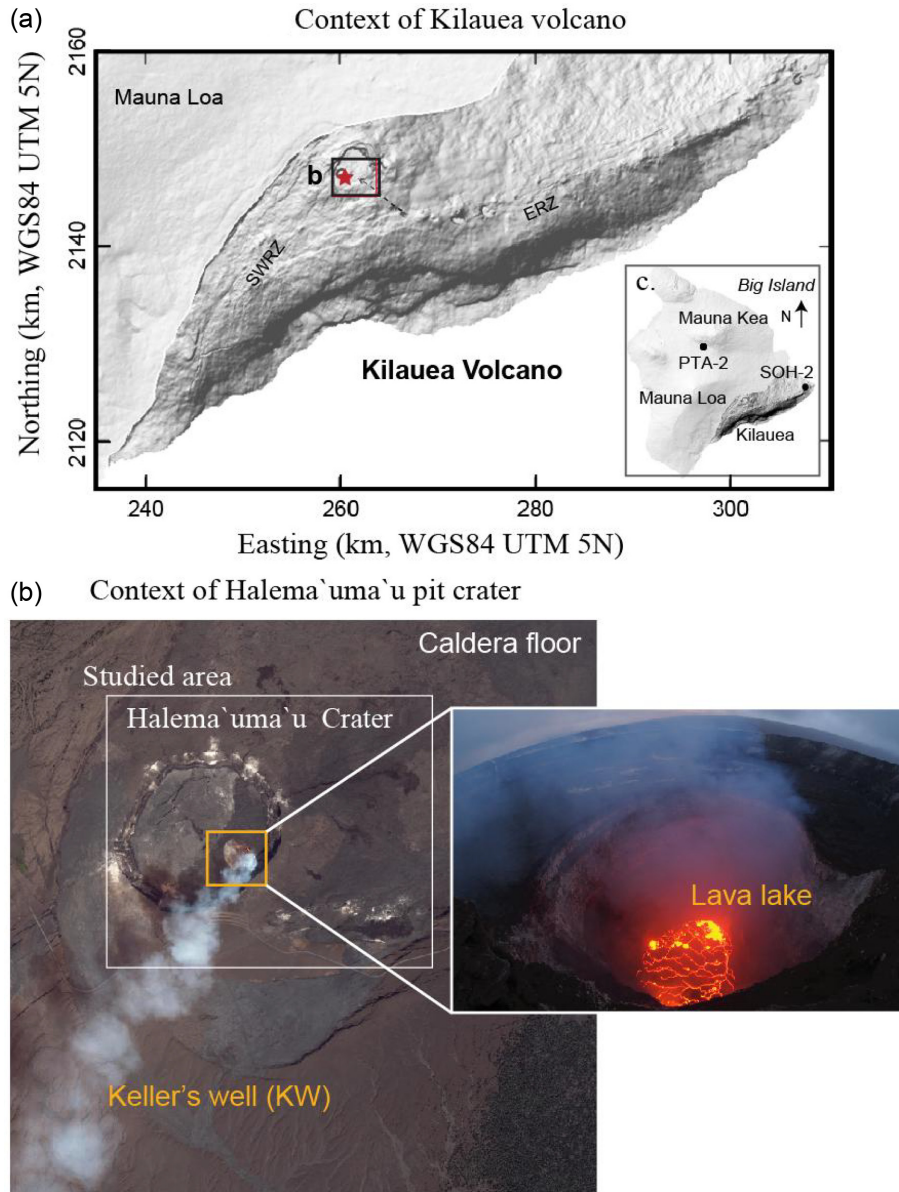 (a)
Context of Kilauea volcano
Northing (km, WGS84 UTM 5N)
2160
2140
2120
Mauna Loa
b
ERZ
SWRZ
Kilauea Volcano
c.
Big Island
N
Mauna Kea
PTA-2
SOH-2
Mauna Loa
Kilauea
240
260
280
300
Easting (km, WGS84 UTM 5N)
(b)
Context of Halema`uma`u pit crater
Caldera floor
Studied area
Halema`uma`u Crater
Lava lake
Keller's well (KW)